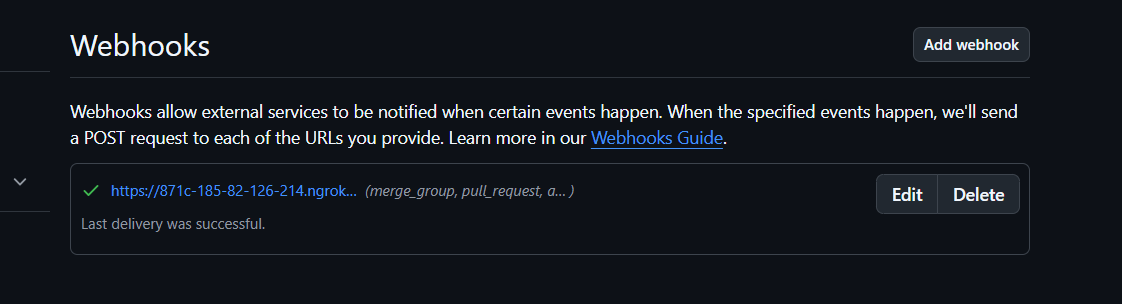 Webhooks
Add webhook
Webhooks allow external services to be notified when certain events happen. When the specified events happen, we'll send
a POST request to each of the URLs you provide. Learn more in our Webhooks Guide.
https://871c-185-82-126-214.ngrok... (merge_group, pull_request, a... )
Edit
Delete
Last delivery was successful.